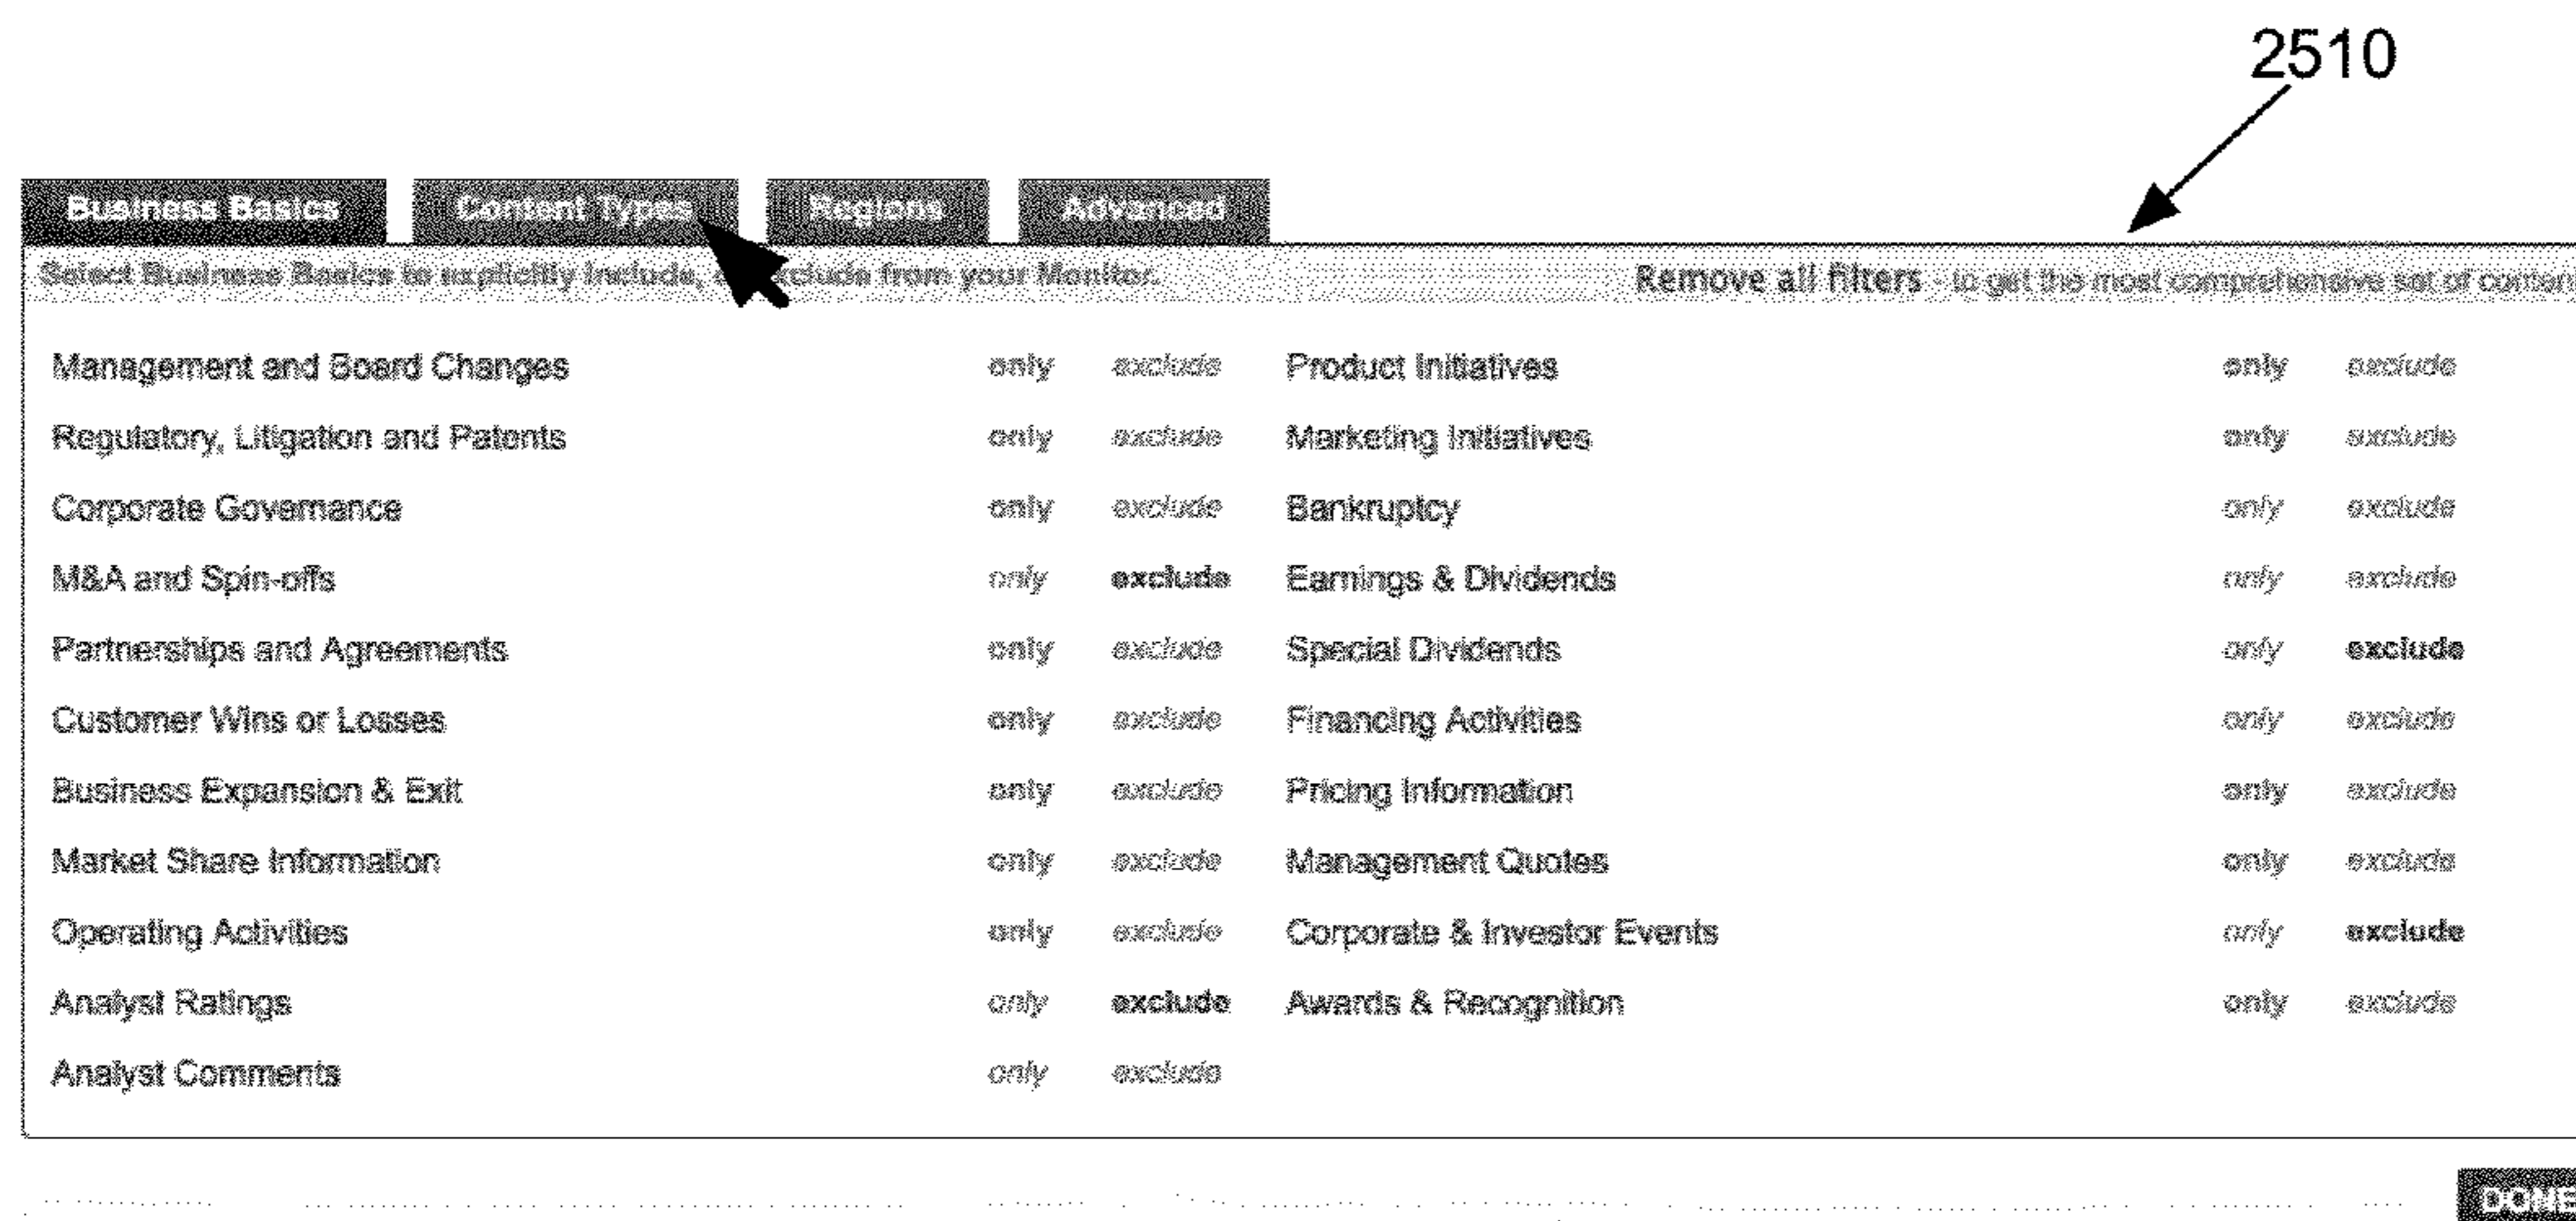 2510
Business Basics Content Types Regions Advanced
Select Business Basics to explicitly include, exclude from your Monitor. Remove all filters - to get the most comprehensive set of content
Management and Board Changes only exclude Product Initiatives only exclude
Regulatory, Litigation and Patents only exclude Marketing Initiatives only exclude
Corporate Governance only exclude Bankruptcy only exclude
M&A and Spin-offs only exclude Earnings & Dividends only exclude
Partnerships and Agreements only exclude Special Dividends only exclude
Customer Wins or Losses only exclude Financing Activities only exclude
Business Expansion & Exit only exclude Pricing Information only exclude
Market Share Information only exclude Management Quotes only exclude
Operating Activities only exclude Corporate & Investor Events only exclude
Analyst Ratings only exclude Awards & Recognition only exclude
Analyst Comments only exclude
DONE